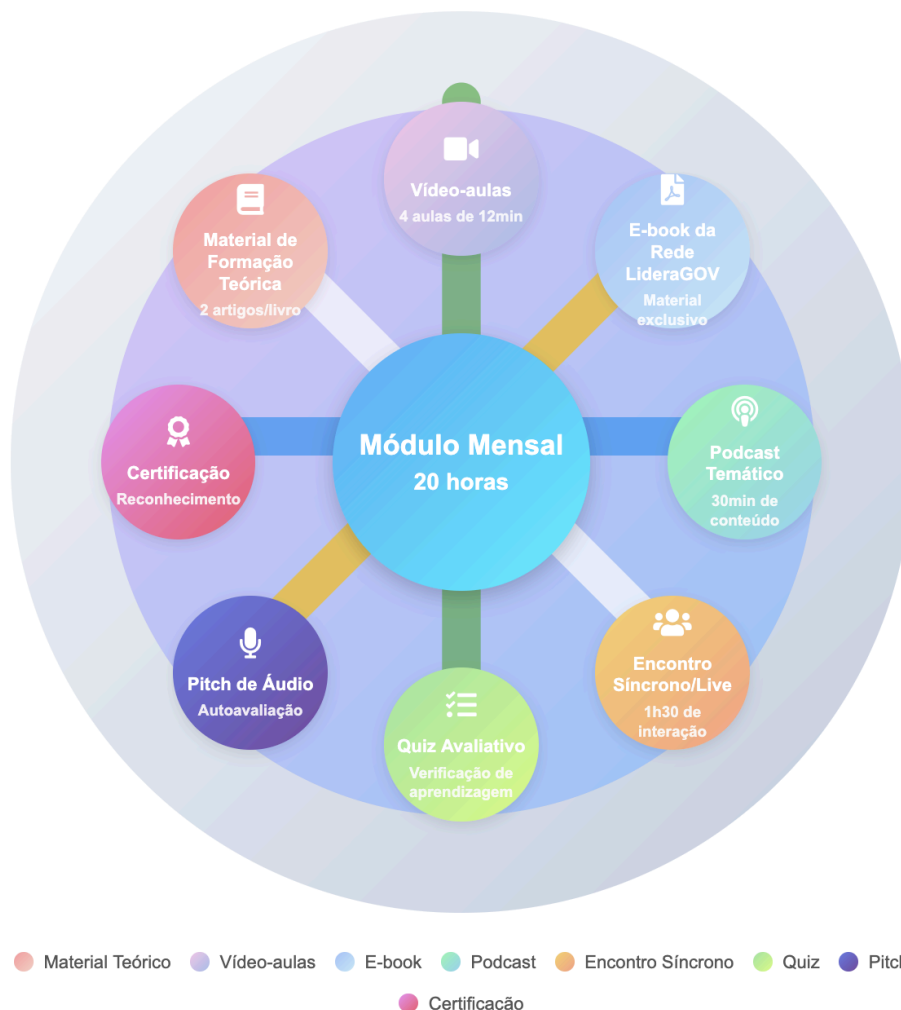 Vídeo-aulas
4 aulas de 12min
Material de
Formação
Teórica
2 artigos/livro
E-book da
Rede
LideraGOV
Material
exclusivo
Certificação
Reconhecimento
Módulo Mensal
20 horas
Podcast
Temático
30min de
conteúdo
Pitch de Áudio
Autoavaliação
Encontro
Síncrono/Live
1h30 de
interação
Quiz Avaliativo
Verificação de
aprendizagem
Material Teórico Vídeo-aulas E-book Podcast Encontro Síncrono Quiz Pitch
Certificação